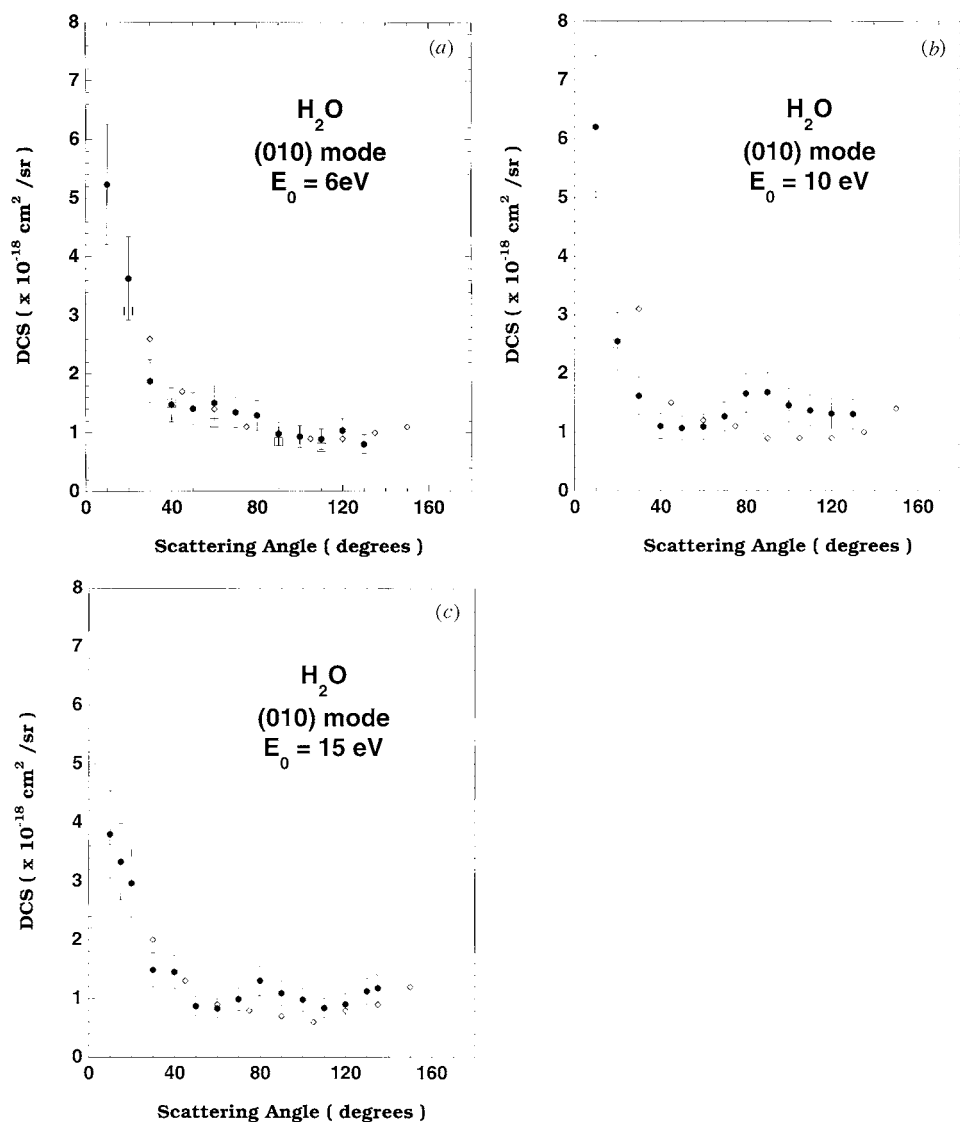 (a)
8
7
6
5
4
3
2
1
0
DCS ( x 10⁻¹⁸ cm² /sr )
H₂O
(010) mode
E₀ = 6eV
0 40 80 120 160
Scattering Angle ( degrees )
(b)
8
7
6
5
4
3
2
1
0
DCS ( x 10⁻¹⁸ cm² /sr )
H₂O
(010) mode
E₀ = 10 eV
0 40 80 120 160
Scattering Angle ( degrees )
(c)
8
7
6
5
4
3
2
1
0
DCS ( x 10⁻¹⁸ cm² /sr )
H₂O
(010) mode
E₀ = 15 eV
0 40 80 120 160
Scattering Angle ( degrees )